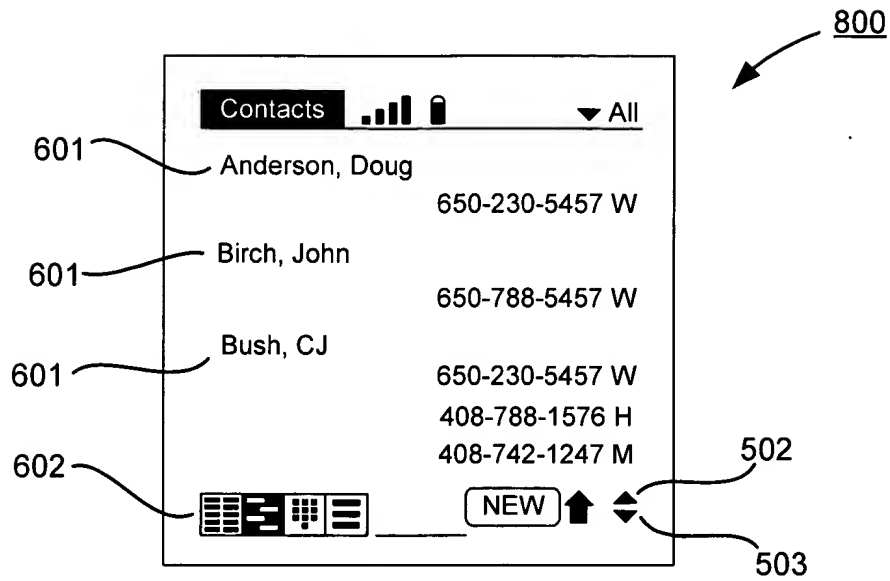 800
Contacts All
601 Anderson, Doug
650-230-5457 W
601 Birch, John
650-788-5457 W
Bush, CJ
601 650-230-5457 W
408-788-1576 H
408-742-1247 M
602 502
NEW
503